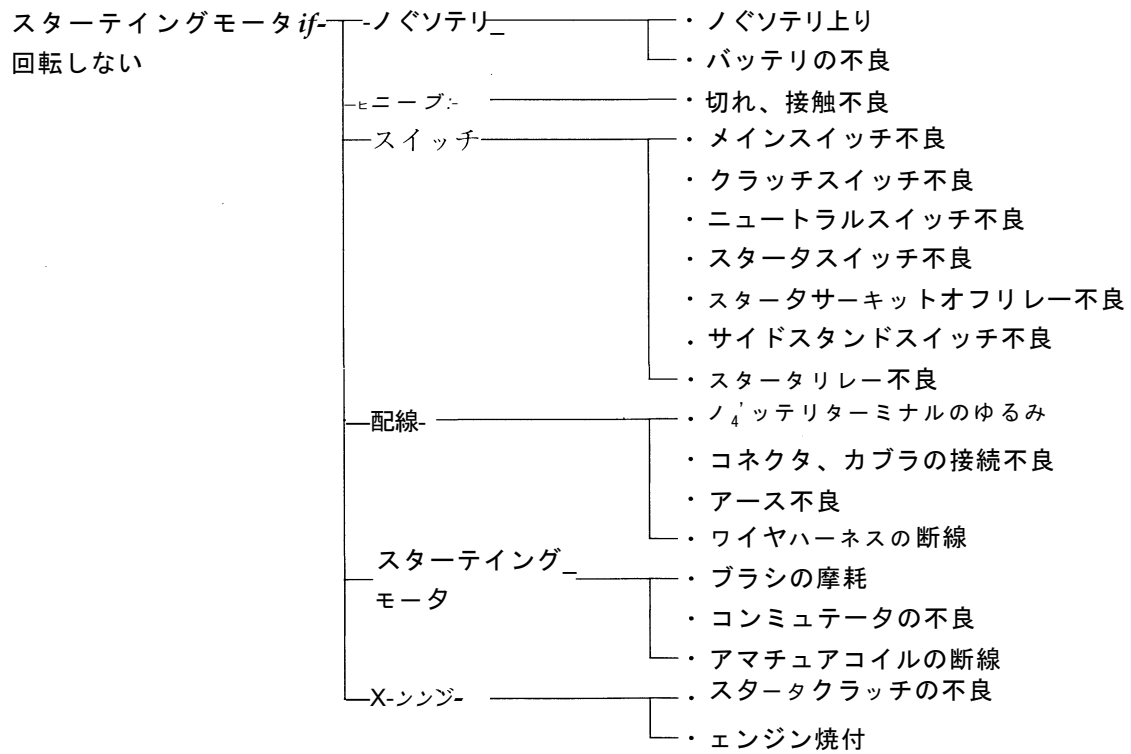 スターテイングモータif-
回転しない
-ノぐソテリ_
・ノぐソテリ上り
・バッテリの不良
ヒニーブ:-
・切れ、接触不良
スイッチ
・メインスイッチ不良
・クラッチスイッチ不良
・ニュートラルスイッチ不良
・スタータスイッチ不良
・スタータサーキットオフリレー不良
・サイドスタンドスイッチ不良
・スタータリレー不良
配線-
・ノ4'ッテリターミナルのゆるみ
・コネクタ、カブラの接続不良
・アース不良
・ワイヤハーネスの断線
スターテイング_
モータ
・ブラシの摩耗
・コンミュテータの不良
・アマチュアコイルの断線
X-ンンジ-
・スタータクラッチの不良
・ェンジン焼付